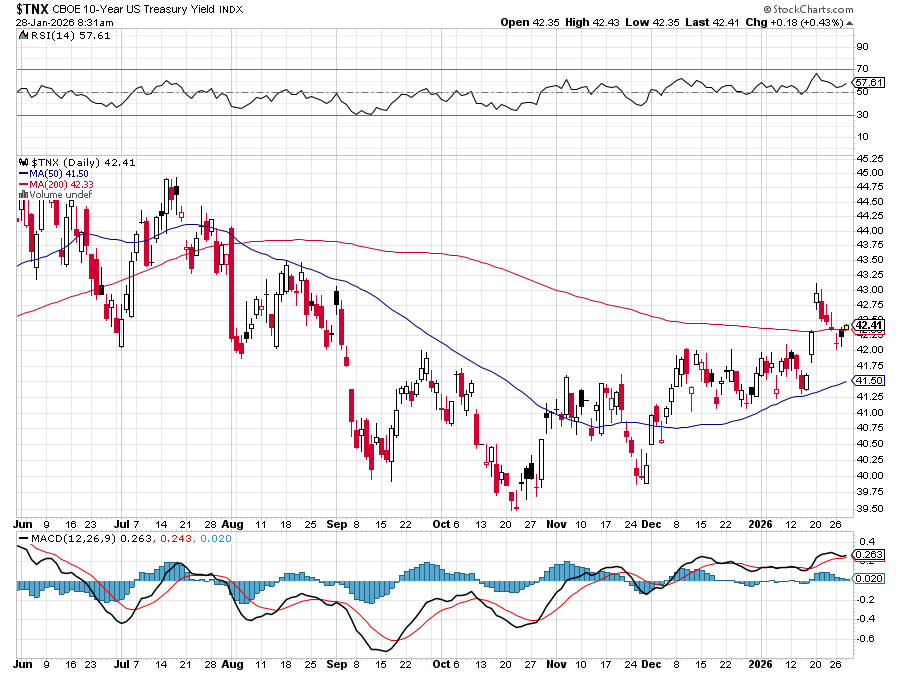 $TNX CBOE 10-Year US Treasury Yield INDX
© StockCharts.com
28-Jan-2026 8:31am
Open 42.35 High 42.43 Low 42.35 Last 42.41 Chg +0.18 (+0.43%)
RSI(14) 57.61
90
70
57.61
50
30
10
$TNX (Daily) 42.41
MA(50) 41.50
MA(200) 42.33
Volume undef
45.25
45.00
44.75
44.50
44.25
44.00
43.75
43.50
43.25
43.00
42.75
42.41
42.00
41.75
41.50
41.25
41.00
40.75
40.50
40.25
40.00
39.75
39.50
Jun 9 16 23 Jul 14 21 28 Aug 11 18 25 Sep 8 15 22 Oct 6 13 20 27 Nov 10 17 24 Dec 8 15 22 2026 12 20 26
MACD(12,26,9) 0.263, 0.243, 0.020
0.4
0.263
0.020
-0.2
-0.4
-0.6
Jun 9 16 23 Jul 14 21 28 Aug 11 18 25 Sep 8 15 22 Oct 6 13 20 27 Nov 10 17 24 Dec 8 15 22 2026 12 20 26